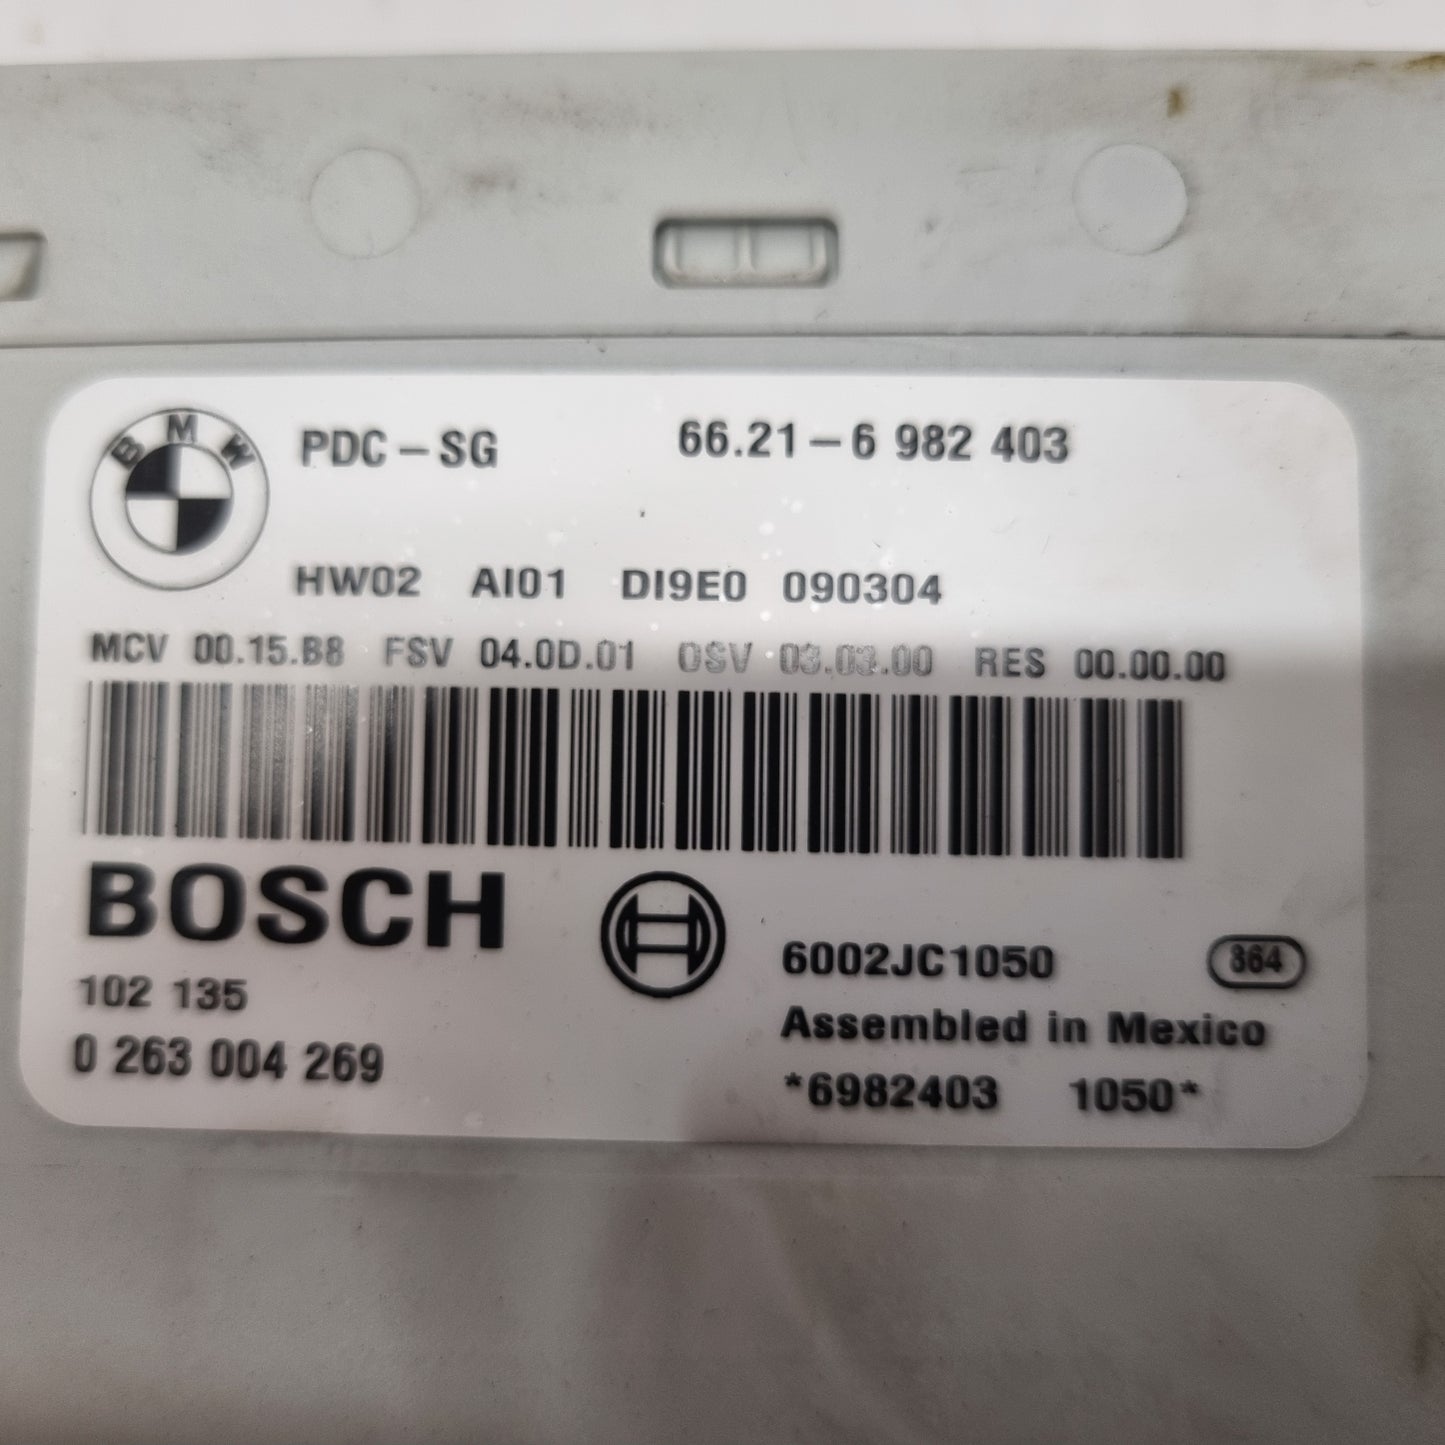 BMW
PDC-SG 66.21-6 982 403
HW02 AI01 DI9E0 090304
MCV 00.15.B8 FSV 04.0D.01 OSV 03.03.00 RES 00.00.00
BOSCH
102 135
0 263 004 269
6002JC1050 864
Assembled in Mexico
*6982403 1050*